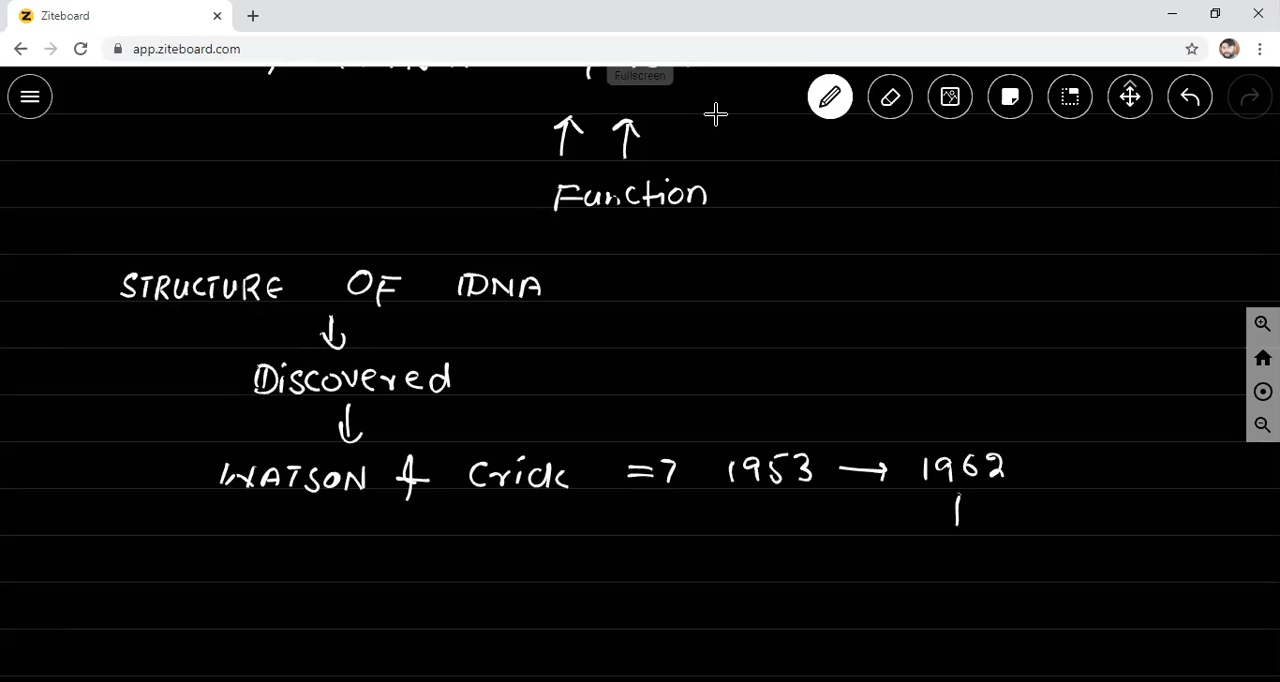 Ziteboard
app.ziteboard.com
Fullscreen
↑ ↑
Function
STRUCTURE OF DNA
↓
Discovered
↓
WATSON & Crick => 1953 → 1962